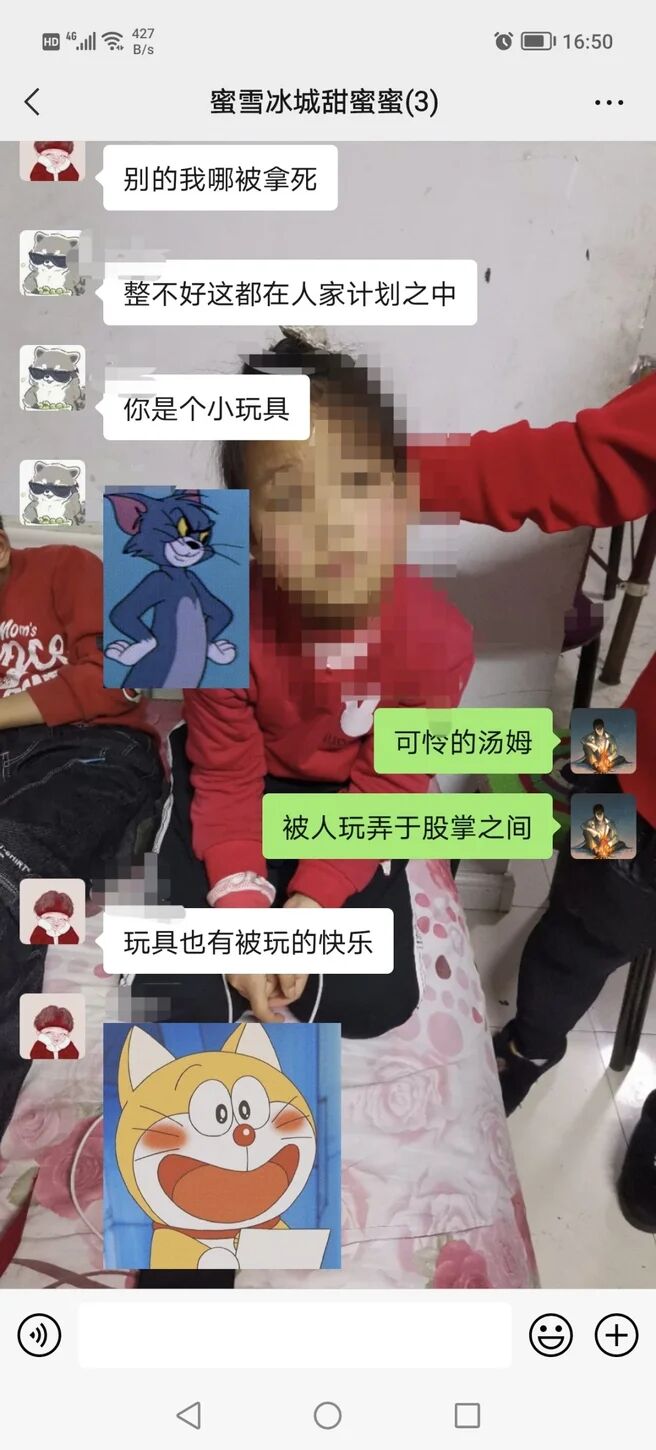 HD 4G 427 B/s 16:50
蜜雪冰城甜蜜蜜(3)
别的我哪被拿死
整不好这都在人家计划之中
你是个小玩具
Mom's
可怜的汤姆
被人玩弄于股掌之间
玩具也有被玩的快乐